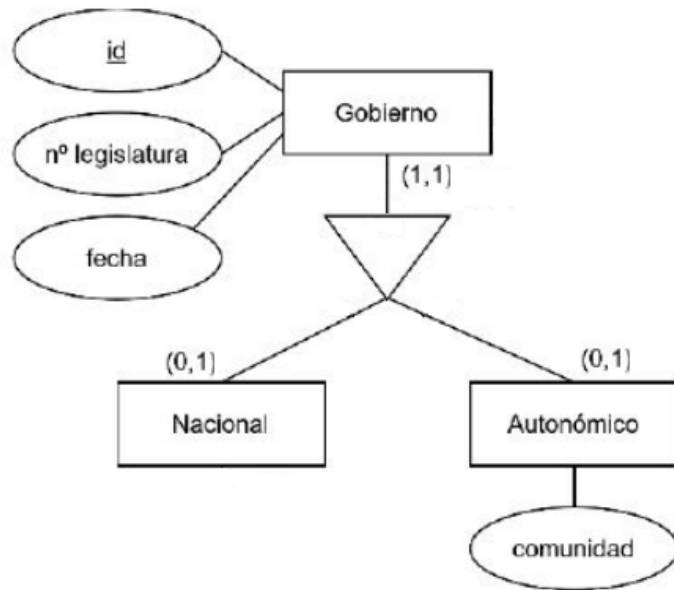 id
Gobierno
nº legislatura
(1,1)
fecha
(0,1)
(0,1)
Nacional
Autonómico
comunidad